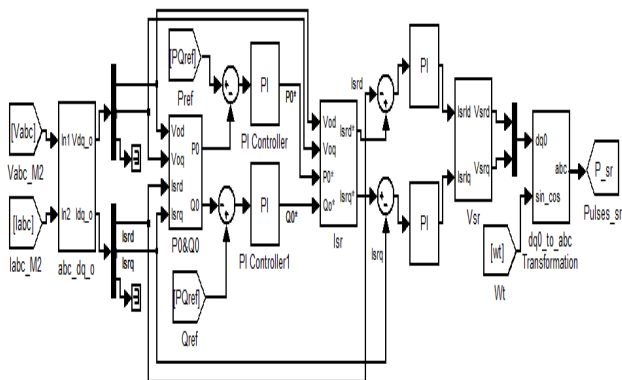 [Vabc]
Vabc_M2
[Iabc]
Iabc_M2
In1 Vdq_o
In2 Idq_o
abc_dq_o
Isrd
Isrq
[PQref]
Pref
Vod
Voq
Isrd
Isrq
P0
Q0
P0&Q0
[PQref]
Qref
PI
PI Controller
PI
PI Controller1
P0*
Q0*
Vod
Voq
P0*
Qo*
Isrd*
Isrq*
Isr
Isrd
Isrq
PI
PI
Isrld
Isrlq
Vsrd
Vsrq
Vsr
[wt]
Wt
dq0
sin_cos
abc
dq0_to_abc
Transformation
P_sr
Pulses_sr